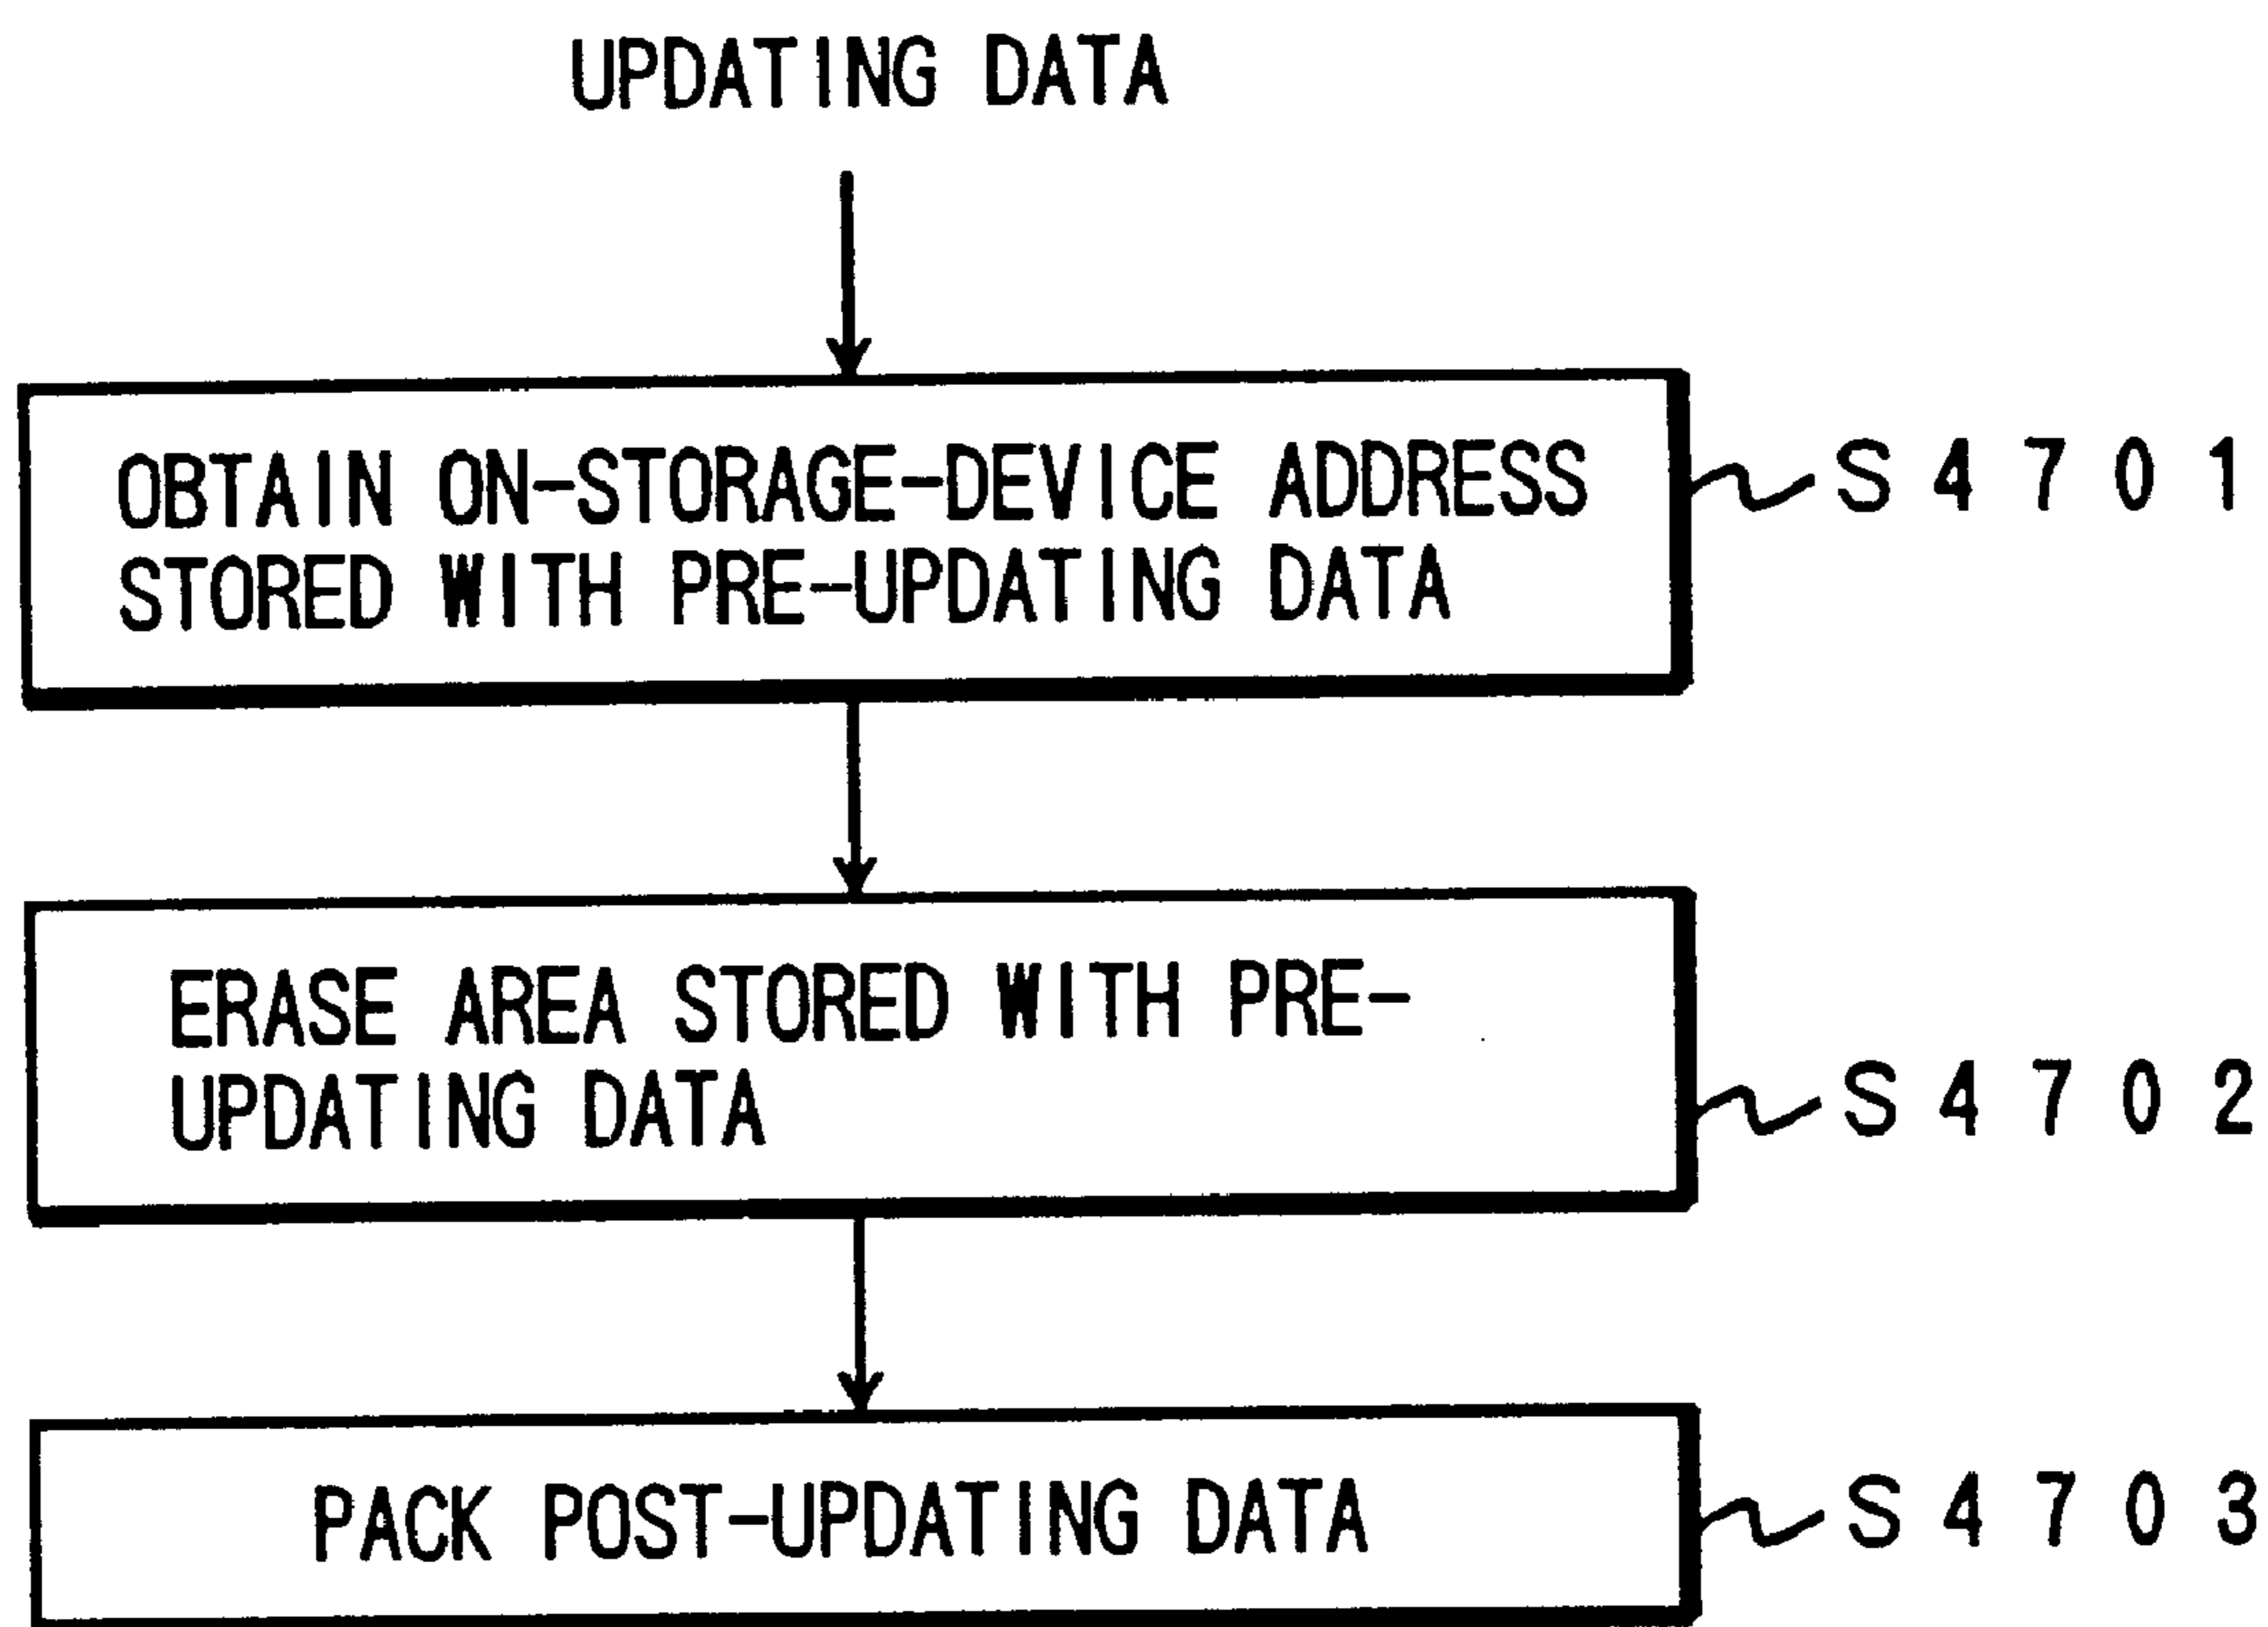 UPDATING DATA
OBTAIN ON-STORAGE-DEVICE ADDRESS
STORED WITH PRE-UPDATING DATA
S4701
ERASE AREA STORED WITH PRE-
UPDATING DATA
S4702
PACK POST-UPDATING DATA
S4703